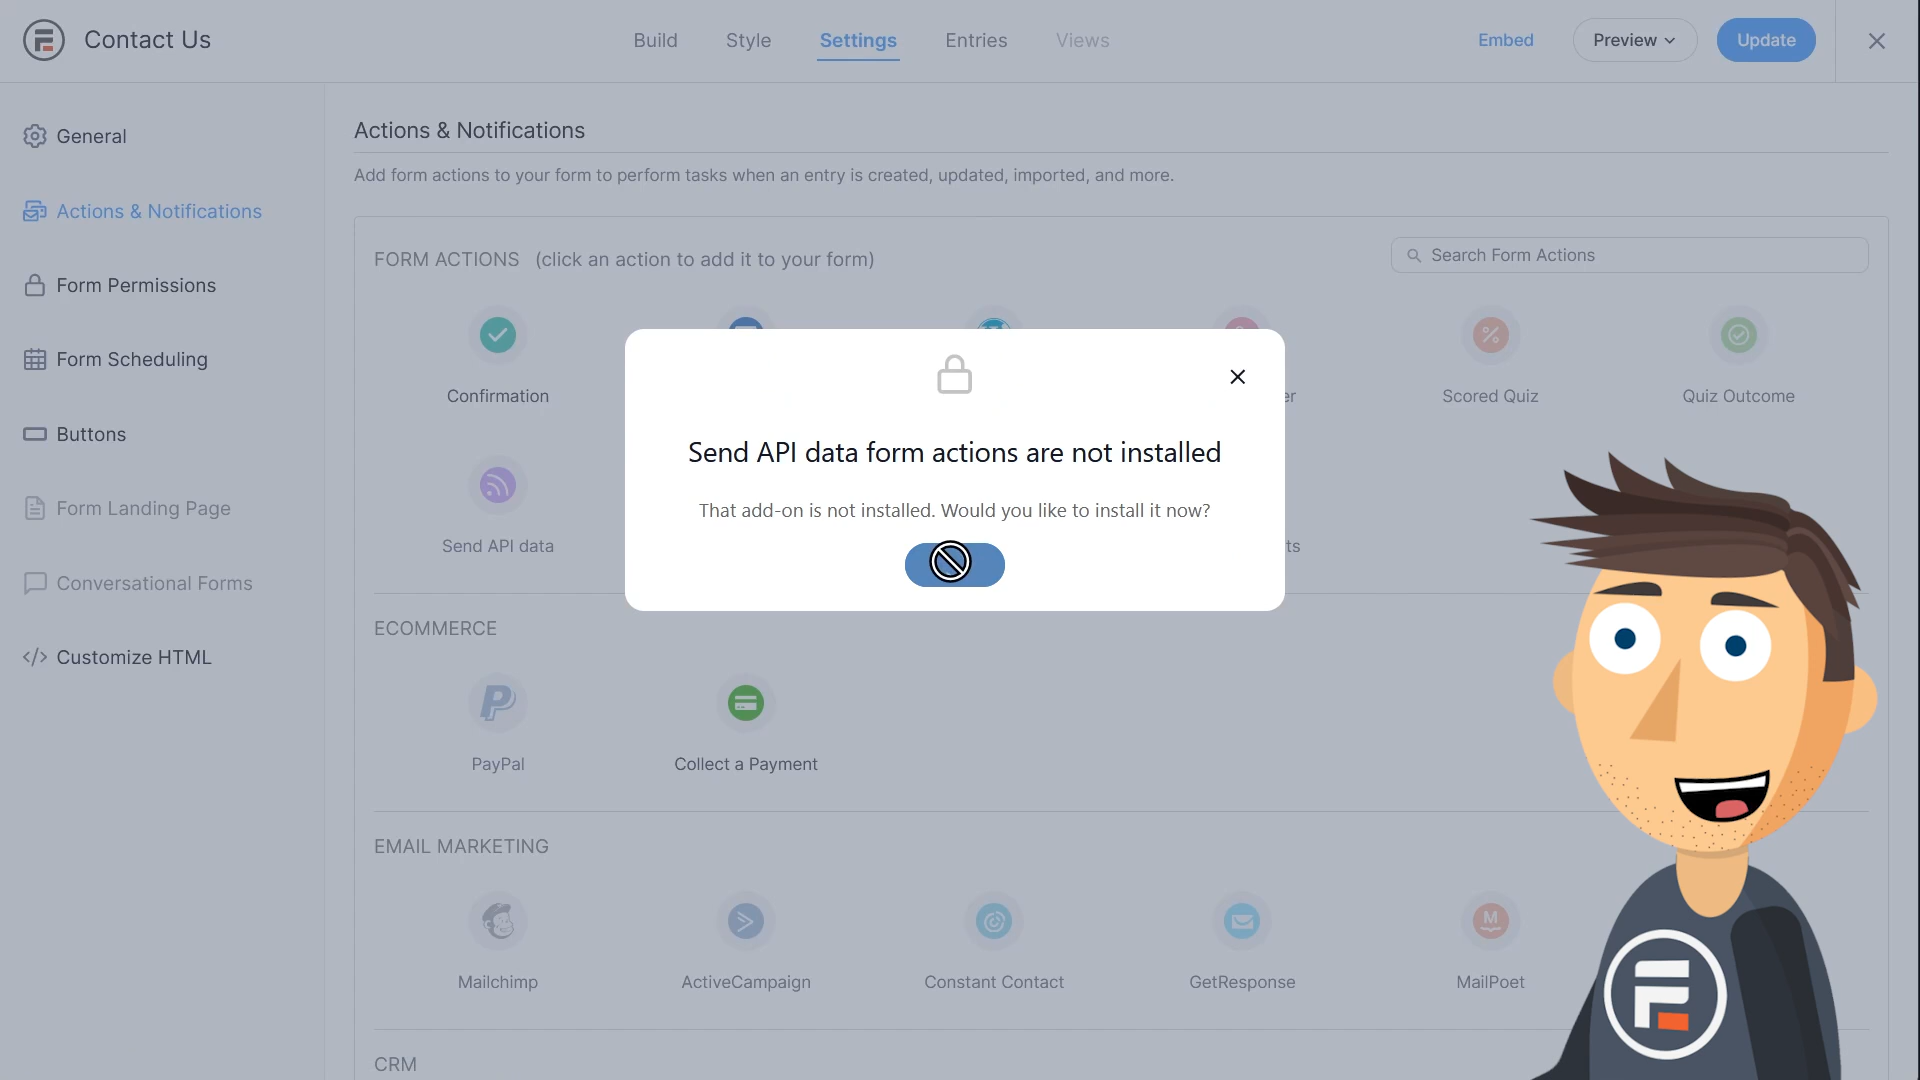 Contact Us
Build
Style
Settings
Entries
Views
Embed
Preview
Update
General
Actions & Notifications
Form Permissions
Form Scheduling
Buttons
Form Landing Page
Conversational Forms
Customize HTML
Actions & Notifications
Add form actions to your form to perform tasks when an entry is created, updated, imported, and more.
FORM ACTIONS (click an action to add it to your form)
Search Form Actions
Confirmation
er
Scored Quiz
Quiz Outcome
Send API data
ts
Send API data form actions are not installed
That add-on is not installed. Would you like to install it now?
ECOMMERCE
PayPal
Collect a Payment
EMAIL MARKETING
Mailchimp
ActiveCampaign
Constant Contact
GetResponse
MailPoet
CRM